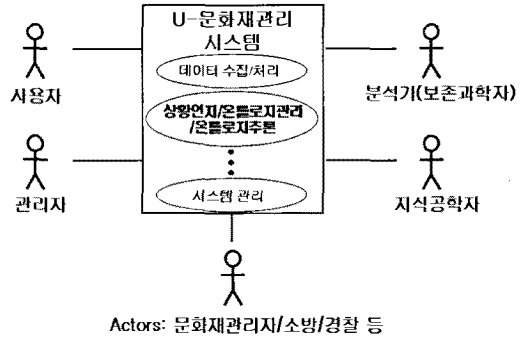 U-문화재관리
시스템
데이터 수집/처리
사용자
분석가(보존과학자)
상황인지/온톨로지관리
/온톨로지추론
시스템 관리
관리자
지식공학자
Actors: 문화재관리자/소방/경찰 등